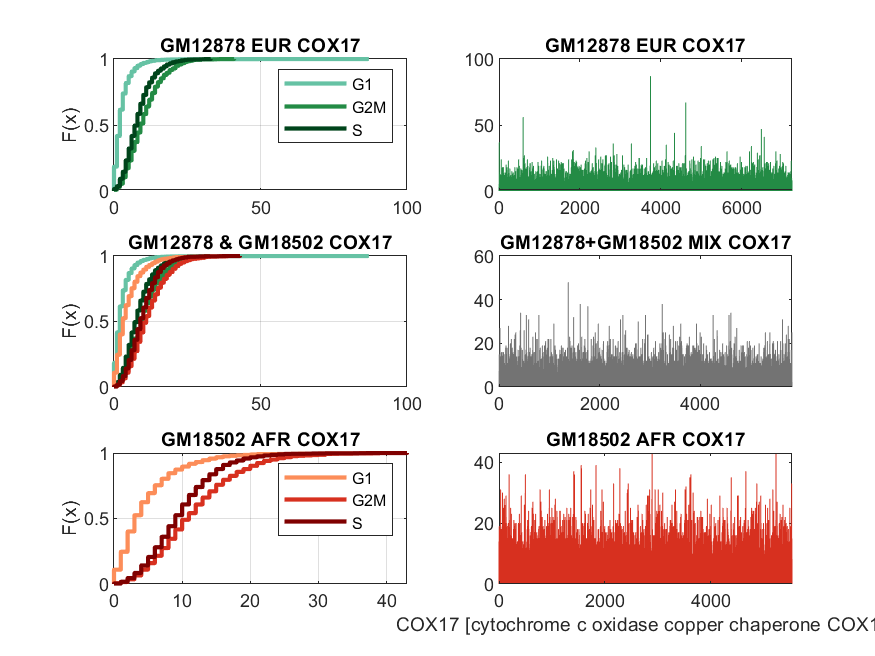 GM12878 EUR COX17
1
0.5
0
F(x)
G1
G2M
S
0 50 100
GM12878 EUR COX17
100
50
0
0 2000 4000 6000
GM12878 & GM18502 COX17
1
0.5
0
F(x)
0 50 100
GM12878+GM18502 MIX COX17
60
40
20
0
0 2000 4000
GM18502 AFR COX17
1
0.5
0
F(x)
G1
G2M
S
0 10 20 30 40
GM18502 AFR COX17
40
20
0
0 2000 4000
COX17 [cytochrome c oxidase copper chaperone COX1